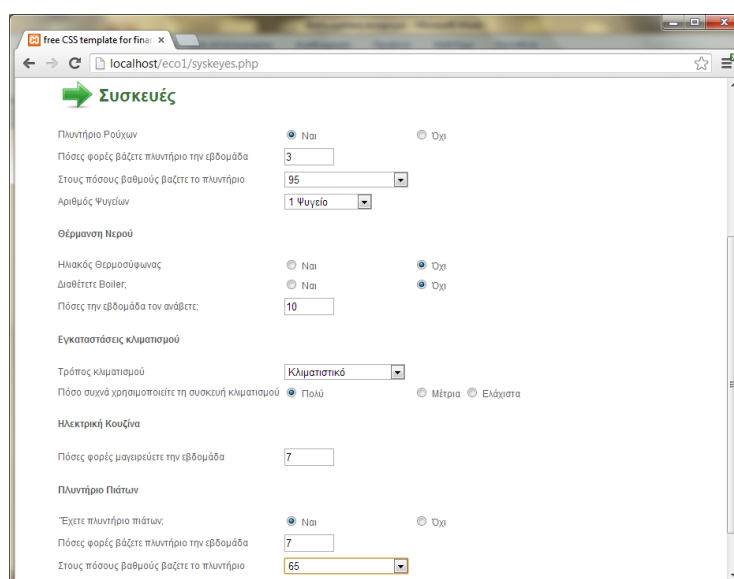 free CSS template for finar
localhost/eco1/syskeyes.php
Συσκευές
Πλυντήριο Ρούχων Ναι Όχι
Πόσες φορές βάζετε πλυντήριο την εβδομάδα 3
Στους πόσους βαθμούς βαζετε το πλυντήριο 95
Αριθμός Ψυγείων 1 Ψυγείο
Θέρμανση Νερού
Ηλιακός Θερμοσύφωνας Ναι Όχι
Διαθέτετε Boiler; Ναι Όχι
Πόσες την εβδομάδα τον ανάβετε; 10
Εγκαταστάσεις κλιματισμού
Τρόπος κλιματισμού Κλιματιστικό
Πόσο συχνά χρησιμοποιείτε τη συσκευή κλιματισμού Πολύ Μέτρια Ελάχιστα
Ηλεκτρική Κουζίνα
Πόσες φορές μαγειρεύετε την εβδομάδα 7
Πλυντήριο Πιάτων
Έχετε πλυντήριο πιάτων; Ναι Όχι
Πόσες φορές βάζετε πλυντήριο την εβδομάδα 7
Στους πόσους βαθμούς βαζετε το πλυντήριο 65